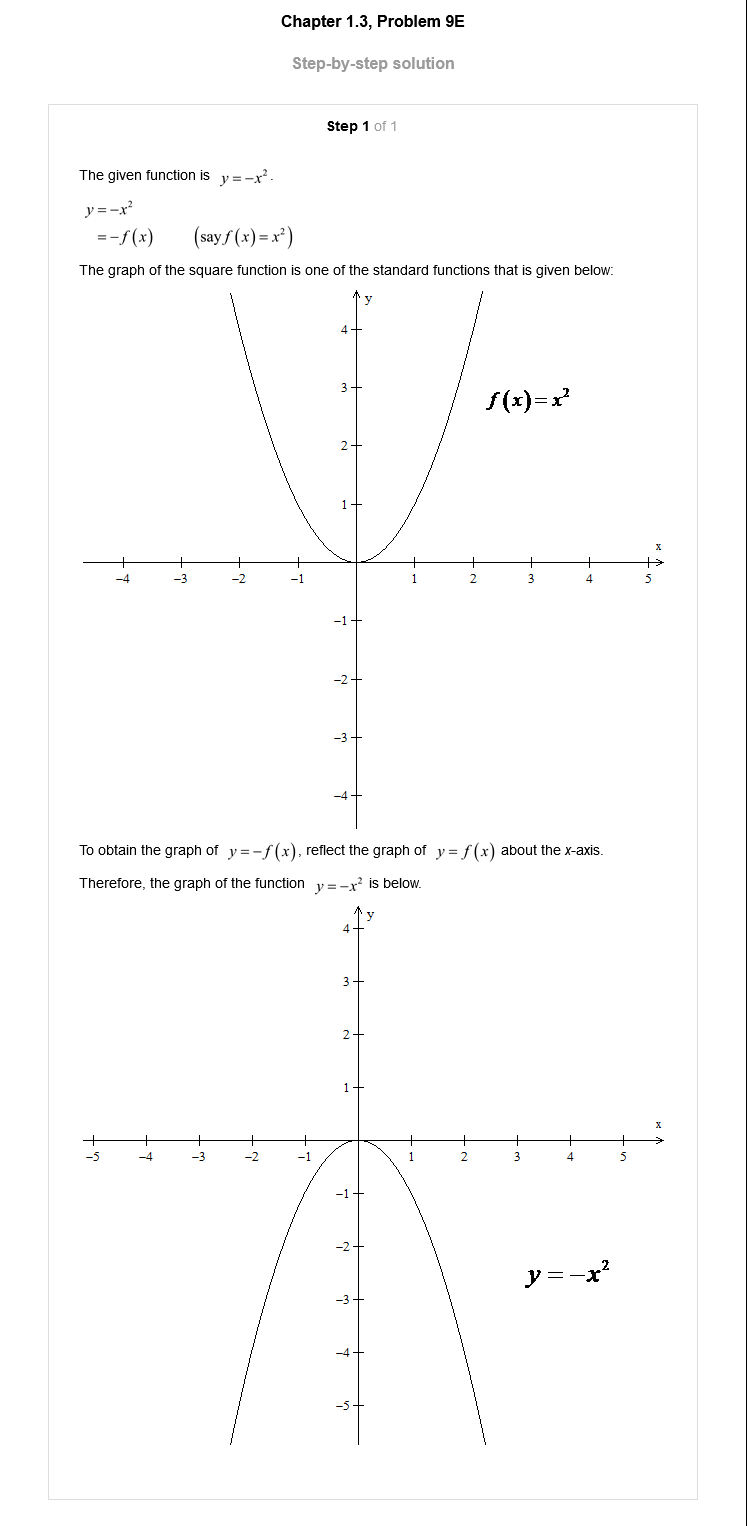 Chapter 1.3, Problem 9E
Step-by-step solution
Step 1 of 1
The given function is y = −x².
y = −x²
= −f(x) (say f(x) = x²)
The graph of the square function is one of the standard functions that is given below:
y
4
3
f(x) = x²
2
1
x
−4 −3 −2 −1 1 2 3 4 5
−1
−2
−3
−4
To obtain the graph of y = −f(x), reflect the graph of y = f(x) about the x-axis.
Therefore, the graph of the function y = −x² is below.
y
4
3
2
1
x
−5 −4 −3 −2 −1 1 2 3 4 5
−1
−2
y = −x²
−3
−4
−5